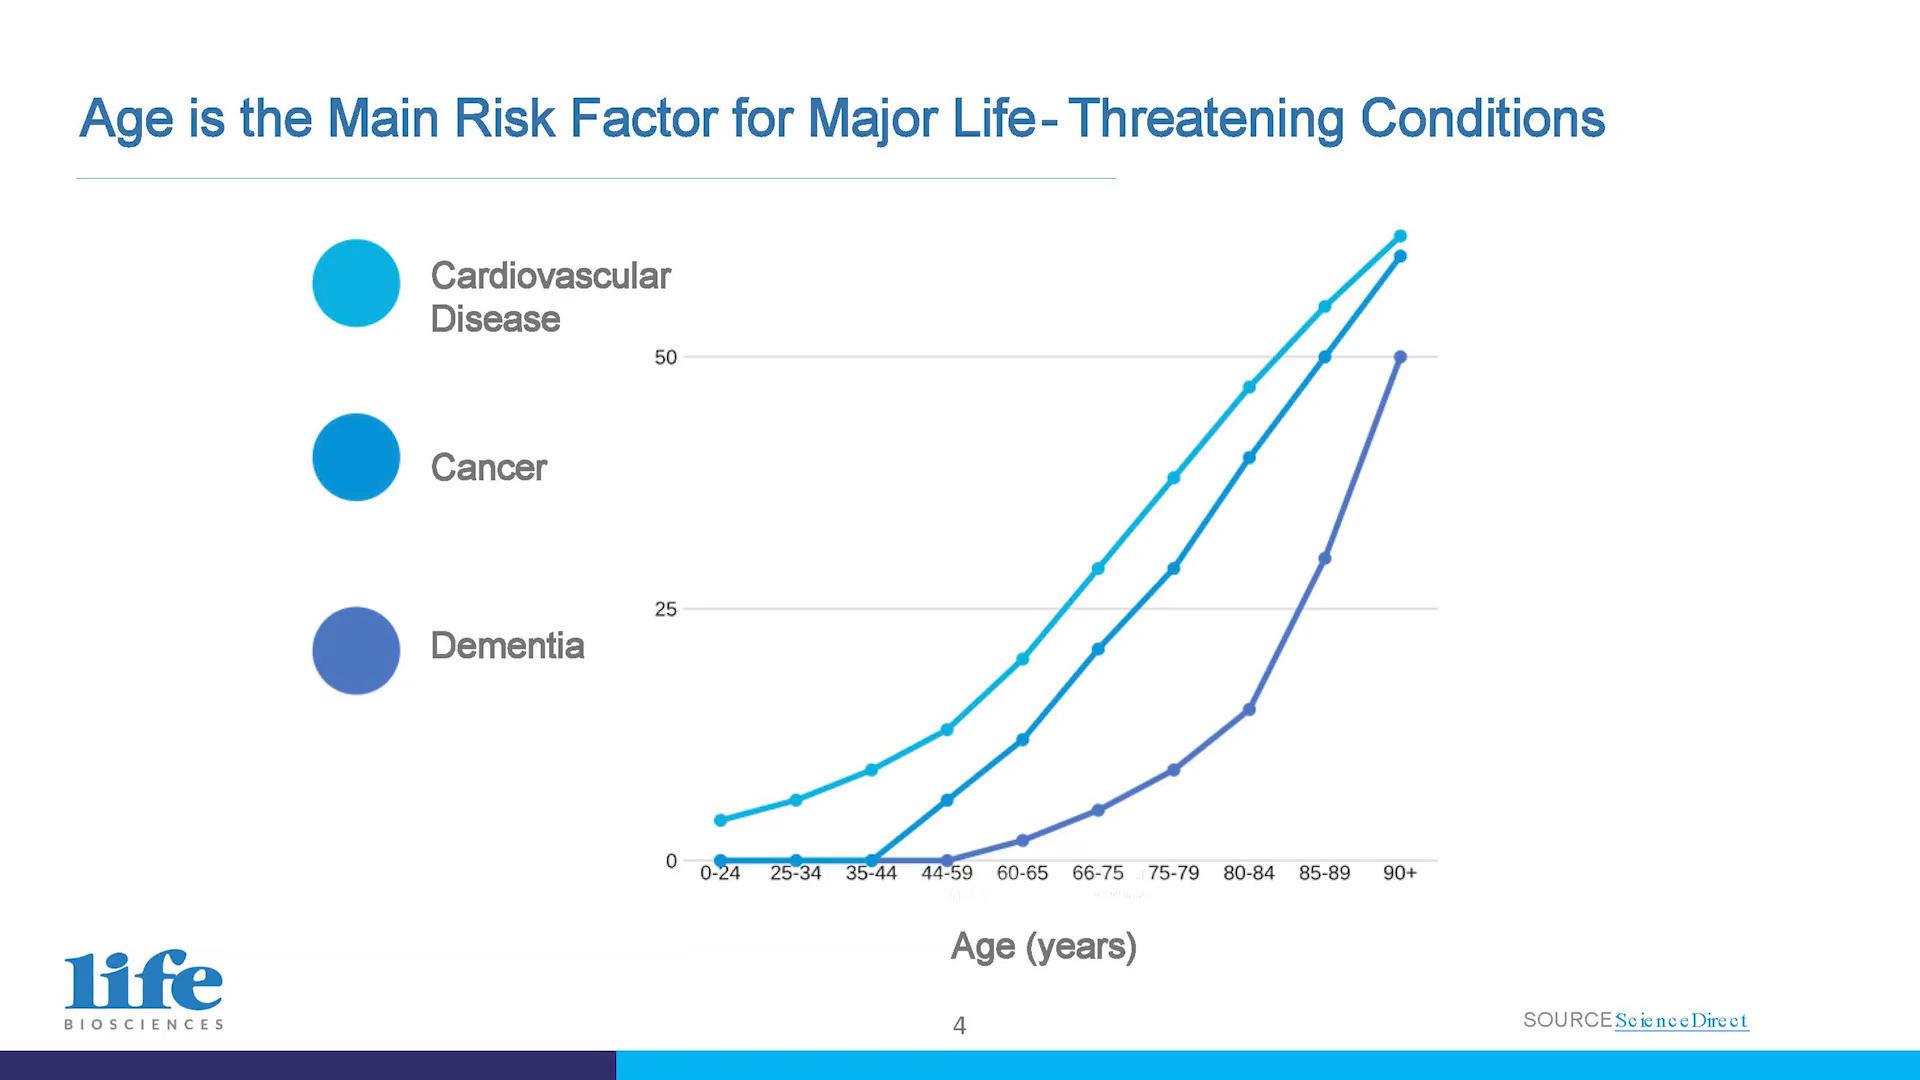 Age is the Main Risk Factor for Major Life-Threatening Conditions
Cardiovascular
Disease
Cancer
Dementia
50
25
0
0-24 25-34 35-44 44-59 60-65 66-75 75-79 80-84 85-89 90+
Age (years)
life
BIOSCIENCES
4
SOURCE ScienceDirect